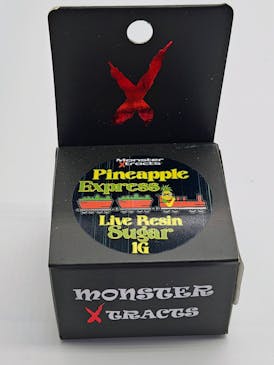 Monster
Xtracts
Pineapple
Express
Live Resin
Sugar
1G
MONSTER
XTRACTS